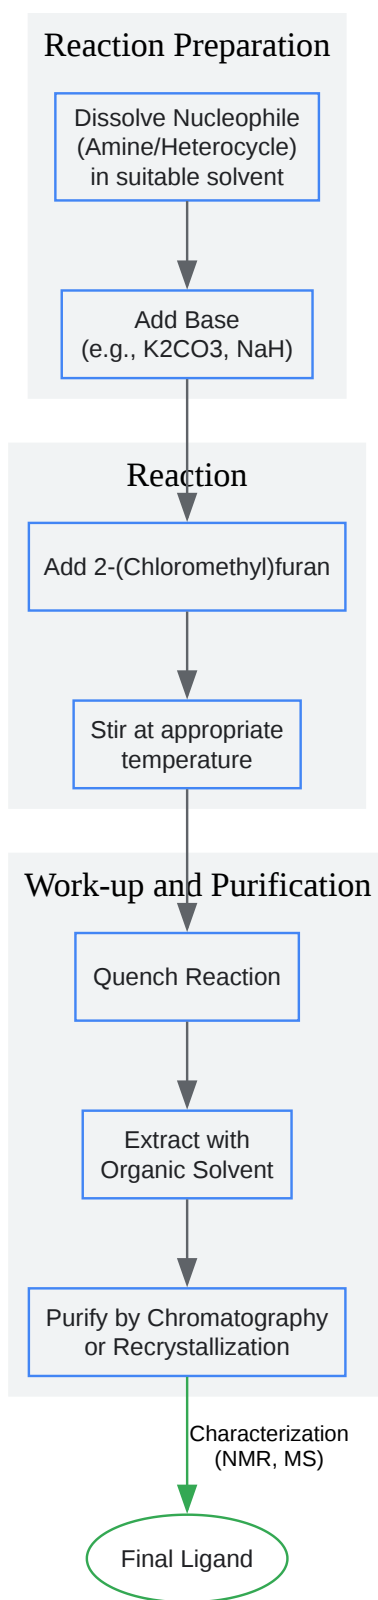 Reaction Preparation
Dissolve Nucleophile
(Amine/Heterocycle)
in suitable solvent
Add Base
(e.g., K2CO3, NaH)
Reaction
Add 2-(Chloromethyl)furan
Stir at appropriate
temperature
Work-up and Purification
Quench Reaction
Extract with
Organic Solvent
Purify by Chromatography
or Recrystallization
Characterization
(NMR, MS)
Final Ligand